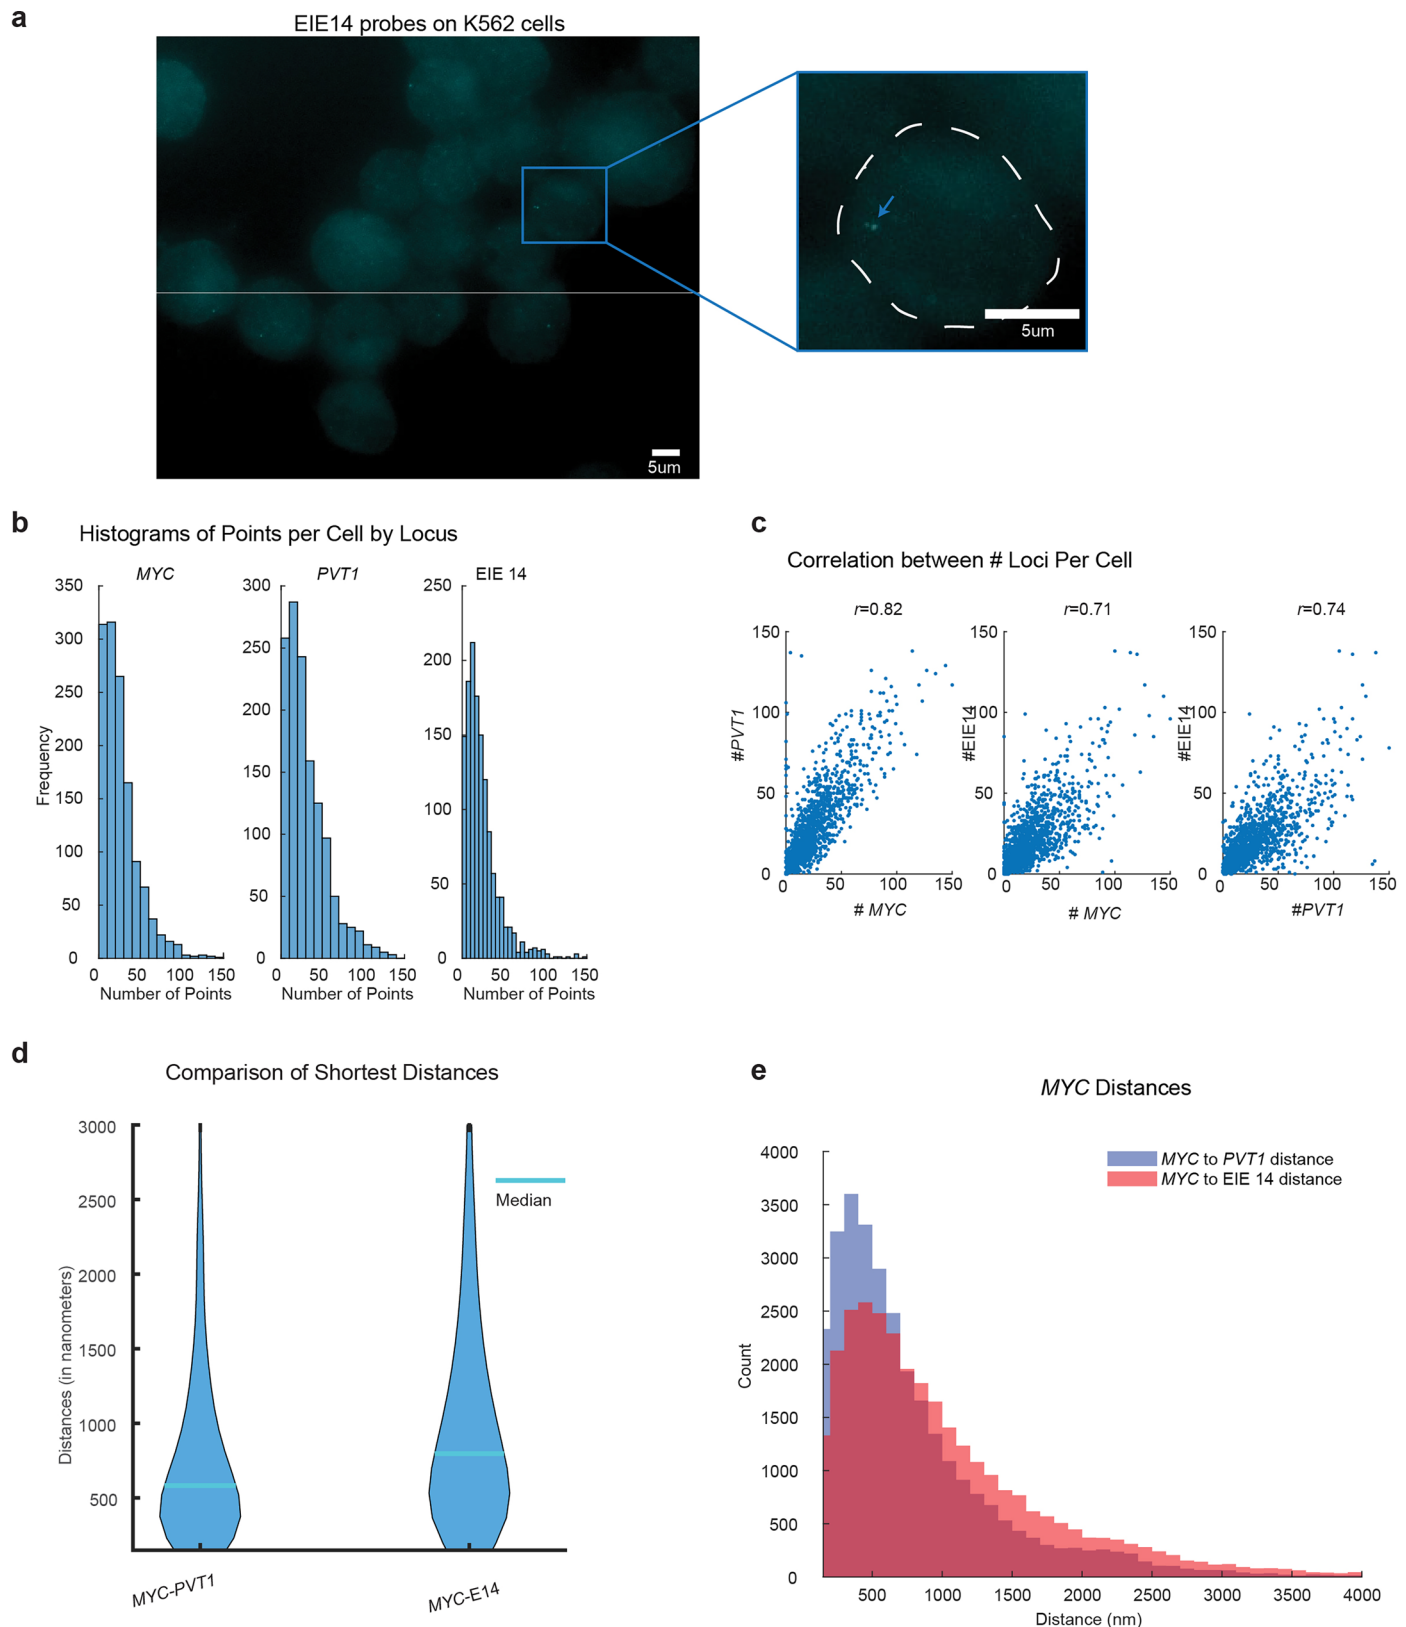 a
EIE14 probes on K562 cells
5um
5um
b
Histograms of Points per Cell by Locus
MYC
PVT1
EIE 14
350
300
250
200
150
100
50
0
300
250
200
150
100
50
0
250
200
150
100
50
0
Frequency
0 50 100 150
0 50 100 150
0 50 100 150
Number of Points
Number of Points
Number of Points
c
Correlation between # Loci Per Cell
r=0.82
r=0.71
r=0.74
150
100
50
0
150
100
50
0
150
100
50
0
#PVT1
#EIE14
#EIE14
0 50 100 150
0 50 100 150
0 50 100 150
# MYC
# MYC
#PVT1
d
Comparison of Shortest Distances
3000
2500
2000
1500
1000
500
Distances (in nanometers)
Median
MYC-PVT1
MYC-E14
e
MYC Distances
MYC to PVT1 distance
MYC to EIE 14 distance
4000
3500
3000
2500
2000
1500
1000
500
0
Count
500 1000 1500 2000 2500 3000 3500 4000
Distance (nm)